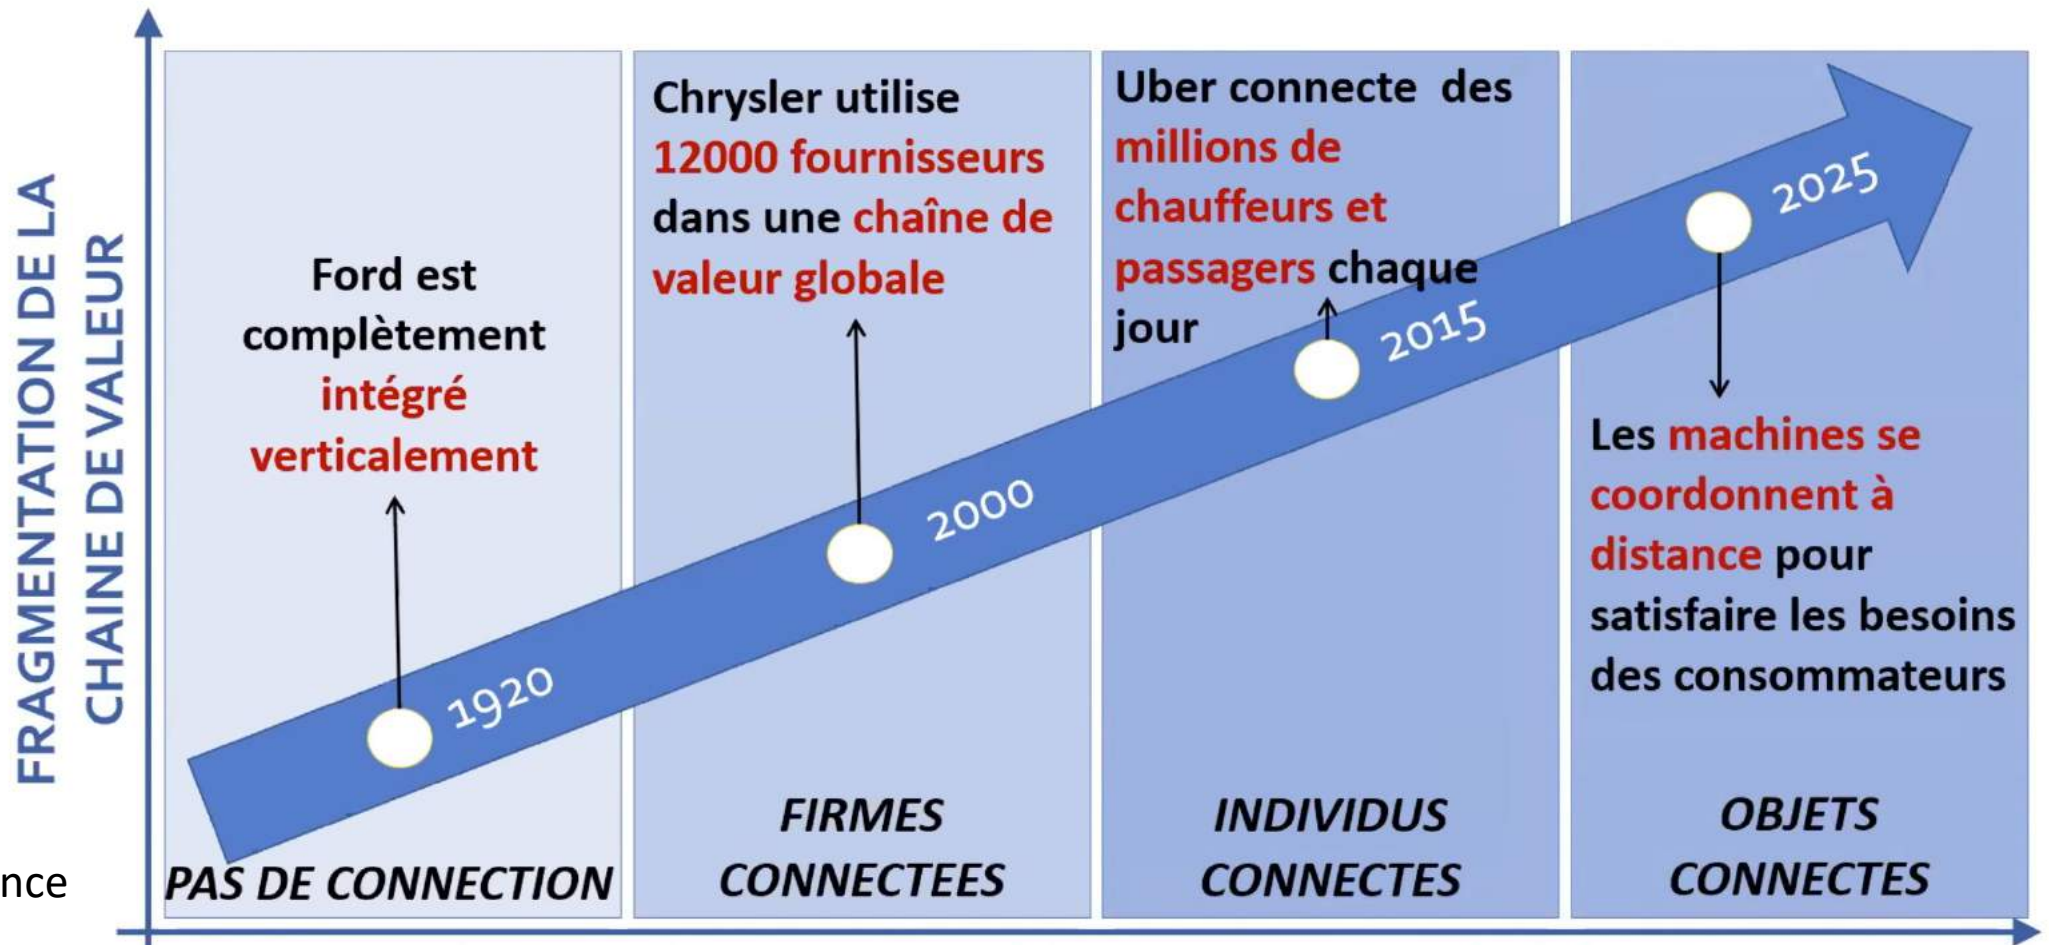 FRAGMENTATION DE LA
CHAINE DE VALEUR
Ford est
complètement
intégré
verticalement
1920
PAS DE CONNECTION
Chrysler utilise
12000 fournisseurs
dans une chaîne de
valeur globale
2000
FIRMES
CONNECTEES
Uber connecte des
millions de
chauffeurs et
passagers chaque
jour
2015
INDIVIDUS
CONNECTES
2025
Les machines se
coordonnent à
distance pour
satisfaire les besoins
des consommateurs
OBJETS
CONNECTES
nce